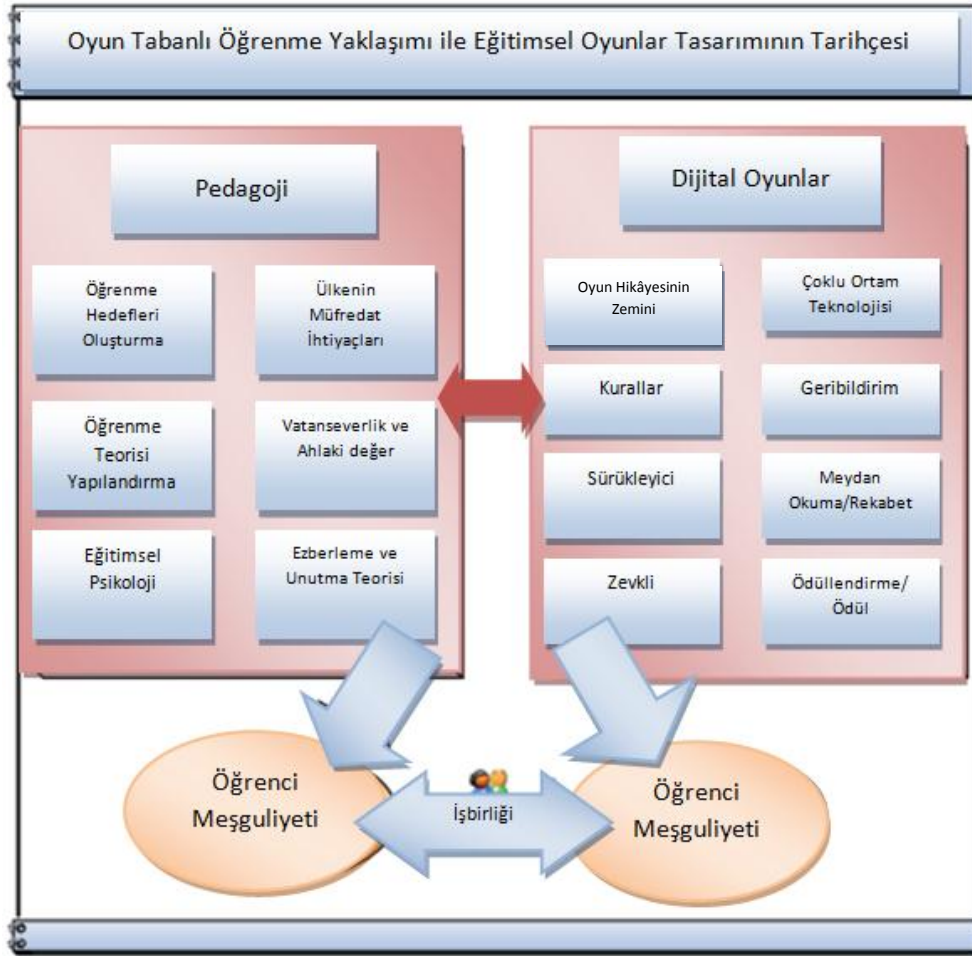 Oyun Tabanlı Öğrenme Yaklaşımı ile Eğitimsel Oyunlar Tasarımının Tarihçesi
Pedagoji
Öğrenme
Hedefleri
Oluşturma
Ülkenin
Müfredat
İhtiyaçları
Öğrenme
Teorisi
Yapılandırma
Vatanseverlik ve
Ahlaki değer
Eğitimsel
Psikoloji
Ezberleme ve
Unutma Teorisi
Dijital Oyunlar
Oyun Hikâyesinin
Zemini
Çoklu Ortam
Teknolojisi
Kurallar
Geribildirim
Sürükleyici
Meydan
Okuma/Rekabet
Zevkli
Ödüllendirme/
Ödül
Öğrenci
Meşguliyeti
İşbirliği
Öğrenci
Meşguliyeti